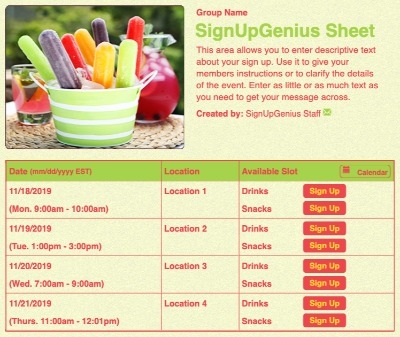 Group Name
SignUpGenius Sheet
This area allows you to enter descriptive text
about your sign up. Use it to give your
members instructions or to clarify the details
of the event. Enter as little or as much text as
you need to get your message across.
Created by: SignUpGenius Staff
Date (mm/dd/yyyy EST) Location Available Slot Calendar
11/18/2019 Location 1 Drinks Sign Up
(Mon. 9:00am - 10:00am) Snacks Sign Up
11/19/2019 Location 2 Drinks Sign Up
(Tue. 1:00pm - 3:00pm) Snacks Sign Up
11/20/2019 Location 3 Drinks Sign Up
(Wed. 7:00am - 9:00am) Snacks Sign Up
11/21/2019 Location 4 Drinks Sign Up
(Thurs. 11:00am - 12:01pm) Snacks Sign Up